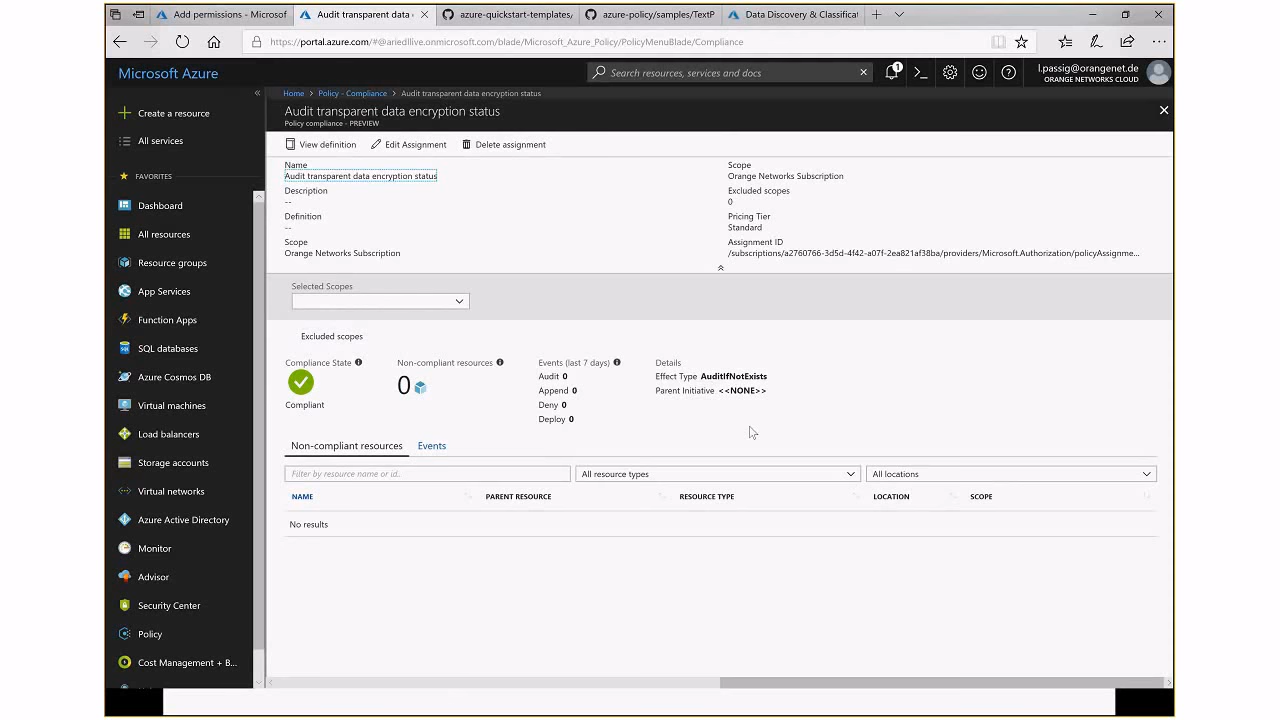 Add permissions - Microsof
Audit transparent data
azure-quickstart-templates/
azure-policy/samples/TextP
Data Discovery & Classificat
https://portal.azure.com/#@ariedllive.onmicrosoft.com/blade/Microsoft_Azure_Policy/PolicyMenuBlade/Compliance
Microsoft Azure
Search resources, services and docs
1
l.passig@orangenet.de
ORANGE NETWORKS CLOUD
Home > Policy - Compliance > Audit transparent data encryption status
Audit transparent data encryption status
Policy compliance - PREVIEW
View definition
Edit Assignment
Delete assignment
Create a resource
All services
FAVORITES
Dashboard
All resources
Resource groups
App Services
Function Apps
SQL databases
Azure Cosmos DB
Virtual machines
Load balancers
Storage accounts
Virtual networks
Azure Active Directory
Monitor
Advisor
Security Center
Policy
Cost Management + B...
Name
Audit transparent data encryption status
Description
--
Definition
--
Scope
Orange Networks Subscription
Scope
Orange Networks Subscription
Excluded scopes
0
Pricing Tier
Standard
Assignment ID
/subscriptions/a2760766-3d5d-4f42-a07f-2ea821af38ba/providers/Microsoft.Authorization/policyAssignme...
Selected Scopes
Excluded scopes
Compliance State
Compliant
Non-compliant resources
0
Events (last 7 days)
Audit 0
Append 0
Deny 0
Deploy 0
Details
Effect Type AuditIfNotExists
Parent Initiative <<NONE>>
Non-compliant resources
Events
Filter by resource name or id..
All resource types
All locations
NAME
PARENT RESOURCE
RESOURCE TYPE
LOCATION
SCOPE
No results